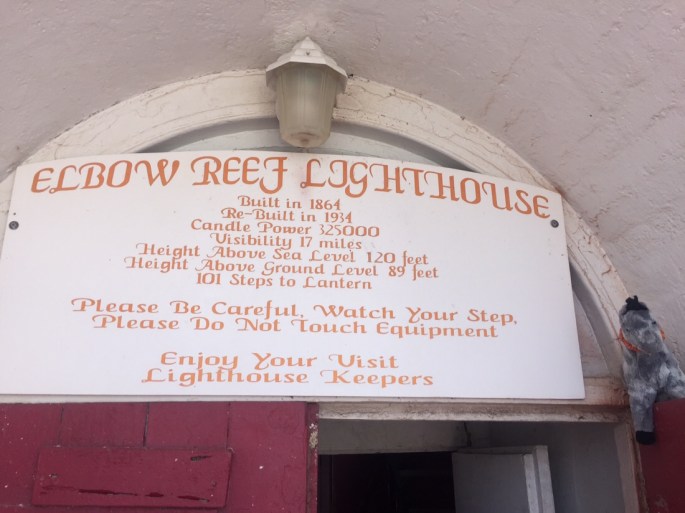 ELBOW REEF LIGHTHOUSE
Built in 1864
Re-Built in 1934
Candle Power 325000
Visibility 17 miles
Height Above Sea Level 120 feet
Height Above Ground Level 89 feet
101 Steps to Lantern
Please Be Careful, Watch Your Step,
Please Do Not Touch Equipment
Enjoy Your Visit
Lighthouse Keepers